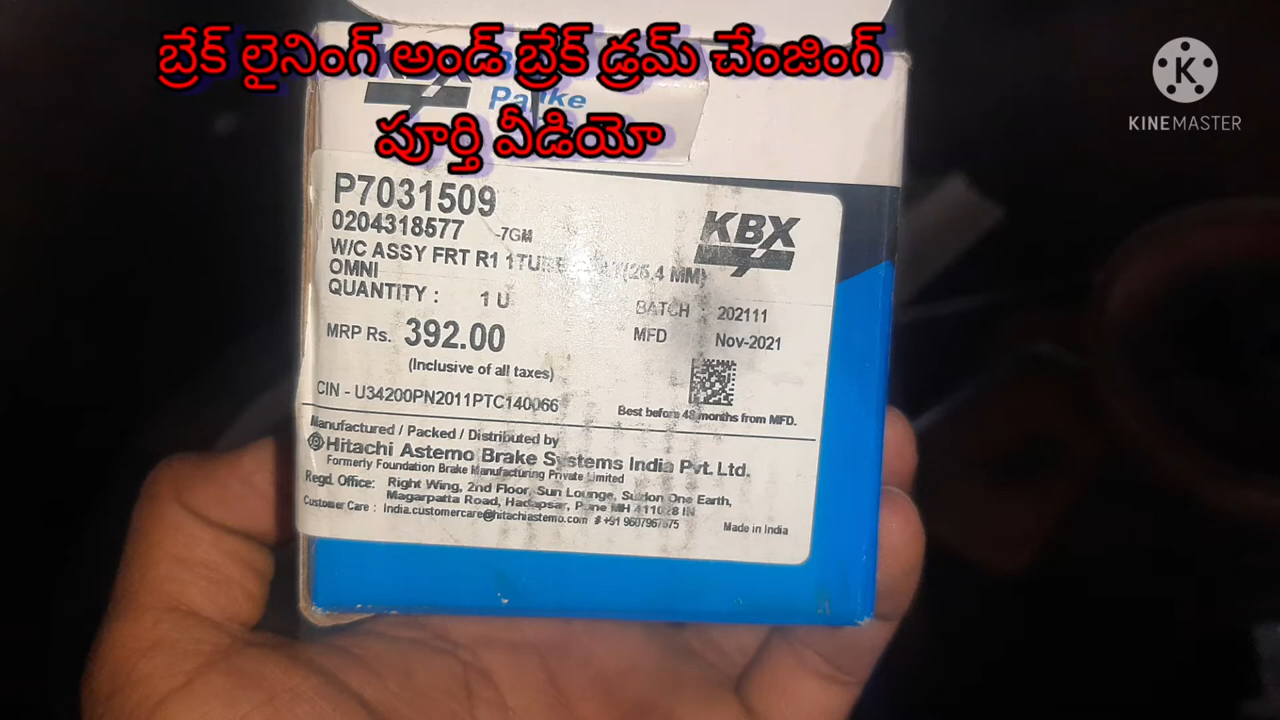 బ్రేక్ లైనింగ్ అండ్ బ్రేక్ డ్రమ్ చేంజింగ్
పూర్తి వీడియో
KINEMASTER
KBX
P7031509
0204318577 -7GM
KBX
W/C ASSY FRT R1 (25.4 MM)
OMNI
QUANTITY : 1 U
BATCH : 202111
MRP Rs. 392.00
MFD Nov-2021
(Inclusive of all taxes)
CIN - U34200PN2011PTC140066
Best before 48 months from MFD.
Manufactured / Packed / Distributed by
Hitachi Astemo Brake Systems India Pvt. Ltd.
Formerly Foundation Brake Manufacturing Private Limited
Regd. Office: Right Wing, 2nd Floor, Sun Lounge, Suzlon One Earth,
Magarpatta Road, Hadapsar, Pune MH 411028 IN
Customer Care : India.customercare@hitachiastemo.com
Made in India